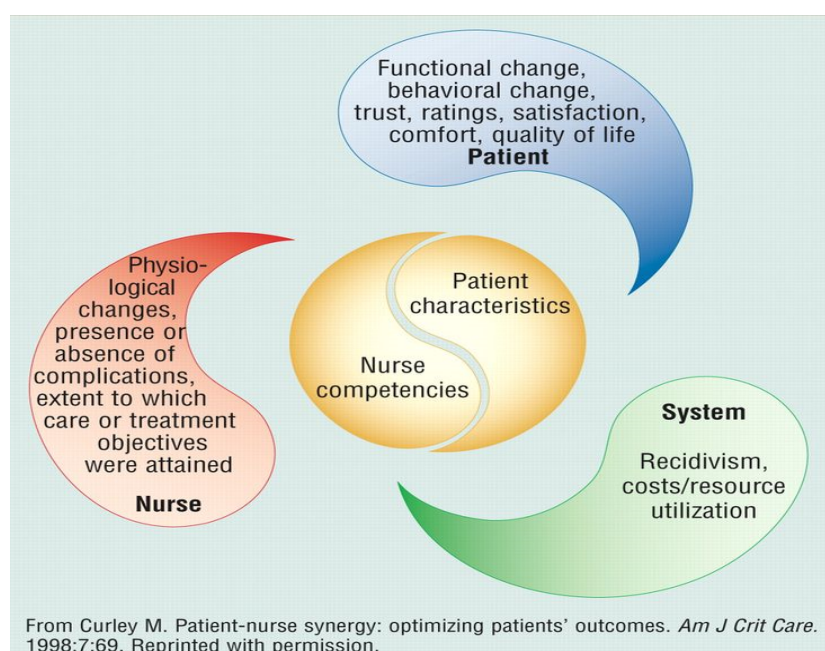 Functional change,
behavioral change,
trust, ratings, satisfaction,
comfort, quality of life
Patient
Physio-
logical
changes,
presence or
absence of
complications,
extent to which
care or treatment
objectives
were attained
Nurse
Patient
characteristics
Nurse
competencies
System
Recidivism,
costs/resource
utilization
From Curley M. Patient-nurse synergy: optimizing patients' outcomes. Am J Crit Care.
1998;7:69. Reprinted with permission.